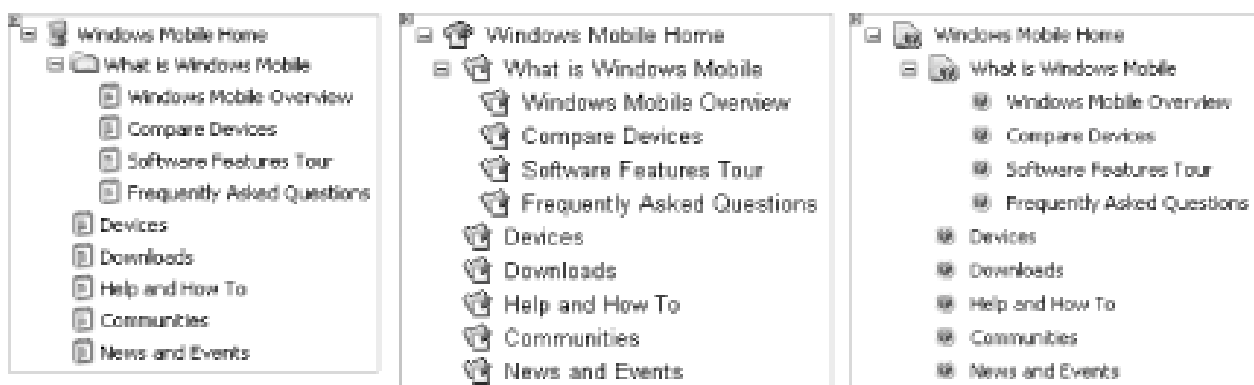 Windows Mobile Home
What is Windows Mobile
Windows Mobile Overview
Compare Devices
Software Features Tour
Frequently Asked Questions
Devices
Downloads
Help and How To
Communities
News and Events
Windows Mobile Home
What is Windows Mobile
Windows Mobile Overview
Compare Devices
Software Features Tour
Frequently Asked Questions
Devices
Downloads
Help and How To
Communities
News and Events
Windows Mobile Home
What is Windows Mobile
Windows Mobile Overview
Compare Devices
Software Features Tour
Frequently Asked Questions
Devices
Downloads
Help and How To
Communities
News and Events